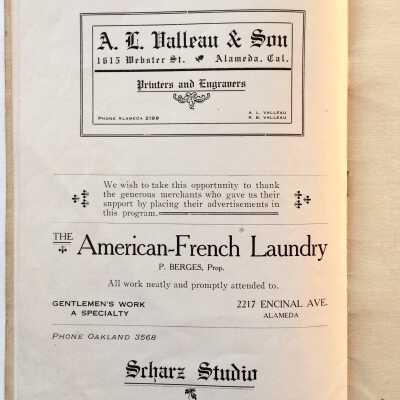 A. L. Valleau & Son
1615 Webster St. Alameda, Cal.
Printers and Engravers
PHONE ALAMEDA 2199
A. L. VALLEAU
R. B. VALLEAU
We wish to take this opportunity to thank
the generous merchants who gave us their
support by placing their advertisements in
this program.
THE American-French Laundry
P. BERGES, Prop.
All work neatly and promptly attended to.
GENTLEMEN'S WORK
A SPECIALTY
2217 ENCINAL AVE.
ALAMEDA
PHONE OAKLAND 3568
Scharz Studio